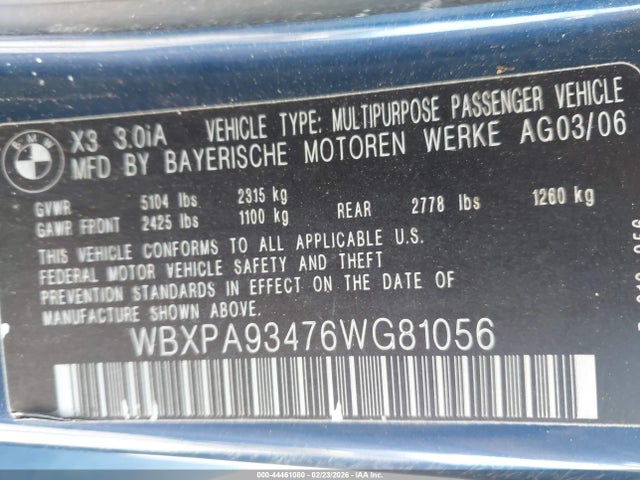 BMW
X3 3.0iA VEHICLE TYPE: MULTIPURPOSE PASSENGER VEHICLE
MFD BY BAYERISCHE MOTOREN WERKE AG03/06
GVWR 5104 lbs 2315 kg
GAWR FRONT 2425 lbs 1100 kg REAR 2778 lbs 1260 kg
THIS VEHICLE CONFORMS TO ALL APPLICABLE U.S.
FEDERAL MOTOR VEHICLE SAFETY AND THEFT
PREVENTION STANDARDS IN EFFECT ON THE DATE OF
MANUFACTURE SHOWN ABOVE.
WBXPA93476WG81056
000-44461080 - 02/23/2026 - IAA Holdings, LLC